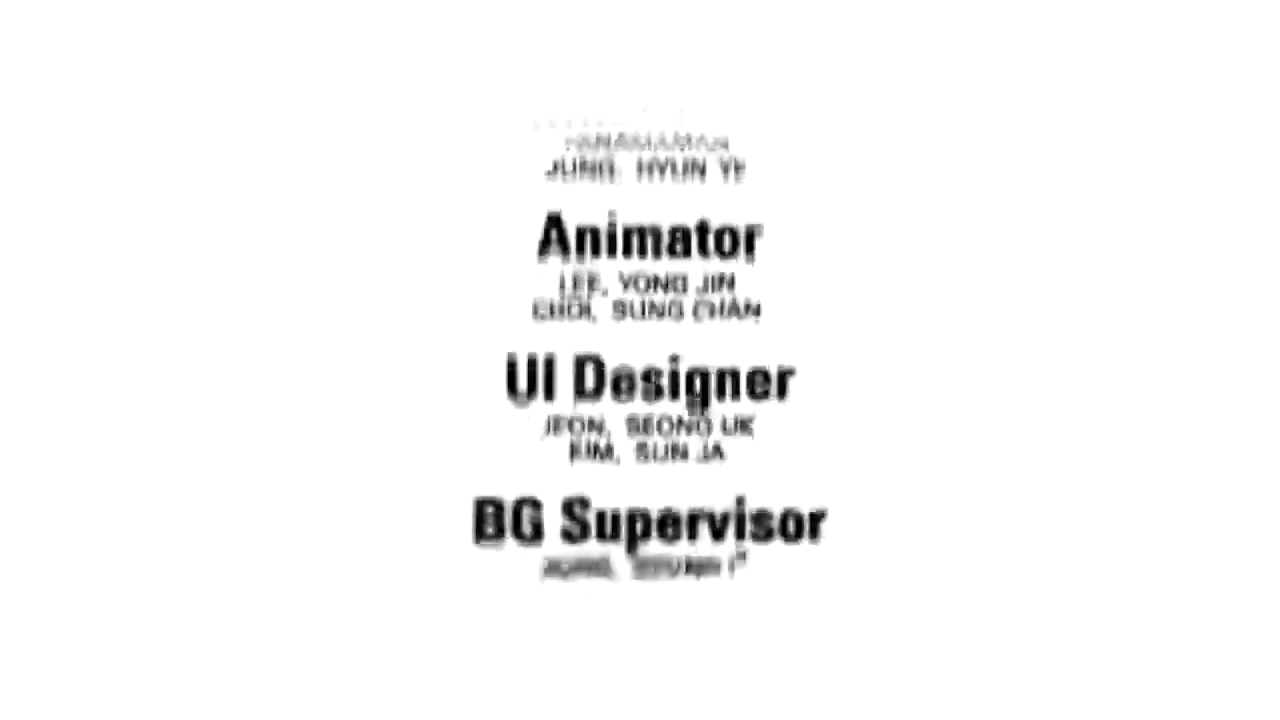 JUNG, HYUN
Animator
LEE, YONG JIN
CHOI, SUNG CHAN
UI Designer
JEON, SEONG UK
KIM, SUN JA
BG Supervisor